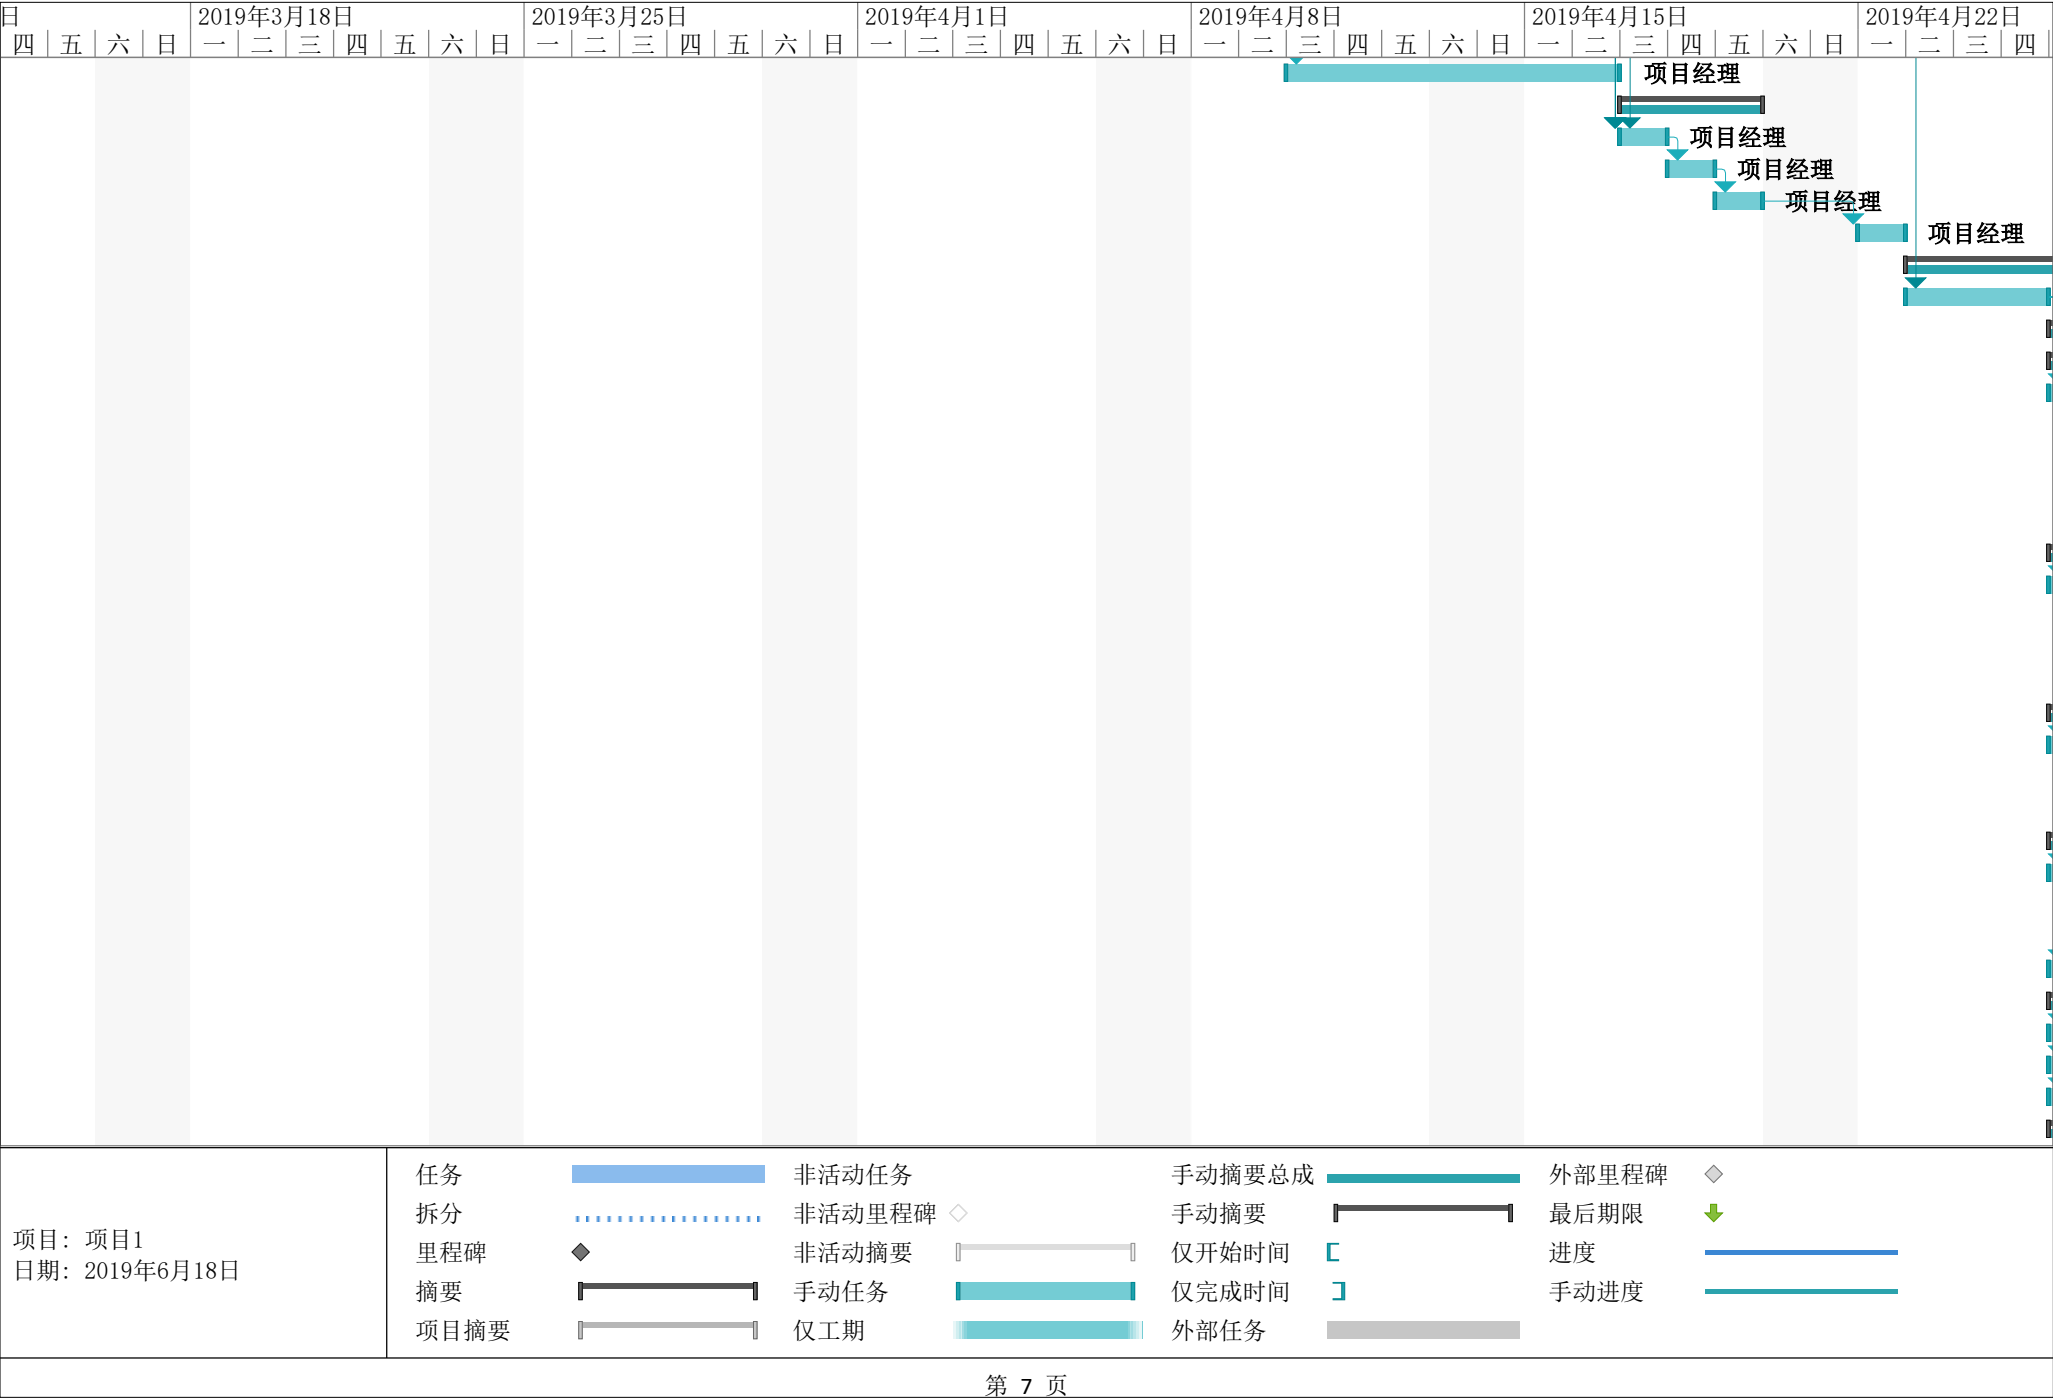 日 2019年3月18日 2019年3月25日 2019年4月1日 2019年4月8日 2019年4月15日 2019年4月22日
四 五 六 日 一 二 三 四 五 六 日 一 二 三 四 五 六 日 一 二 三 四 五 六 日 一 二 三 四 五 六 日 一 二 三 四 五 六 日 一 二 三 四
项目经理
项目经理
项目经理
项目经理
项目经理
项目: 项目1
日期: 2019年6月18日
任务
拆分
里程碑
摘要
项目摘要
非活动任务
非活动里程碑
非活动摘要
手动任务
仅工期
手动摘要总成
手动摘要
仅开始时间
仅完成时间
外部任务
外部里程碑
最后期限
进度
手动进度
第 7 页